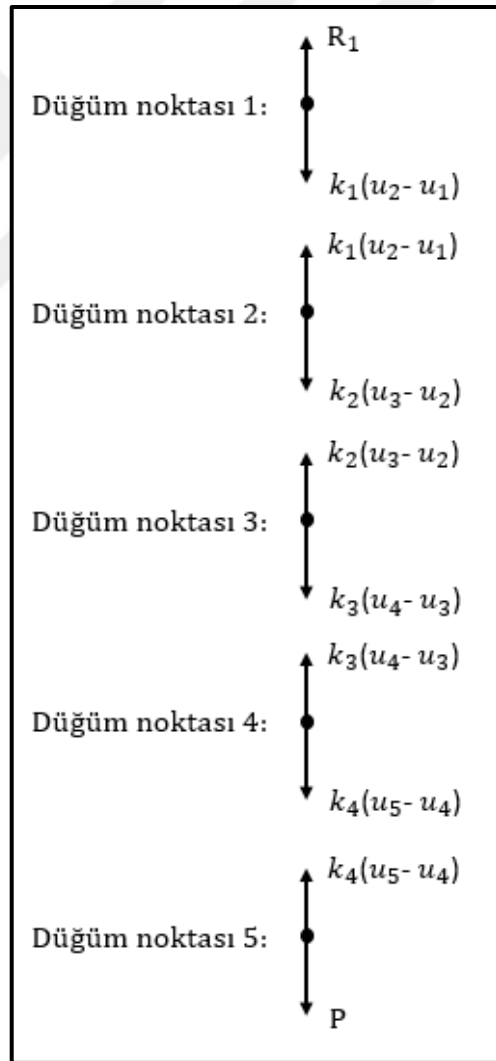 R₁
Düğüm noktası 1:
k₁(u₂- u₁)
k₁(u₂- u₁)
Düğüm noktası 2:
k₂(u₃- u₂)
k₂(u₃- u₂)
Düğüm noktası 3:
k₃(u₄- u₃)
k₃(u₄- u₃)
Düğüm noktası 4:
k₄(u₅- u₄)
k₄(u₅- u₄)
Düğüm noktası 5:
P